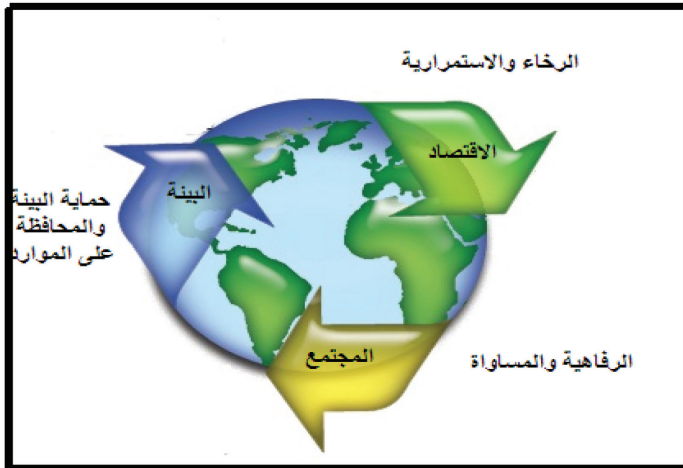 الرخاء والاستمرارية
الاقتصاد
البيئة
حماية البيئة
والمحافظة
على الموارد
المجتمع
الرفاهية والمساواة